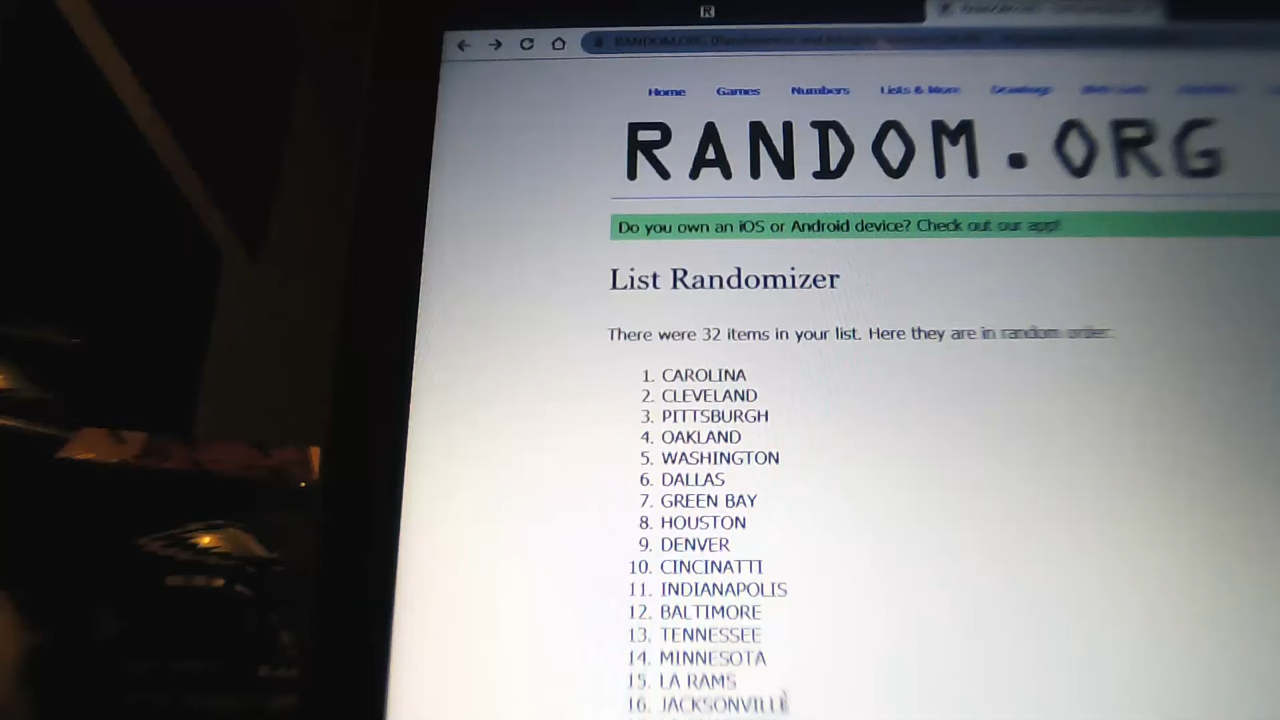 Home Games Numbers Lists & More Drawings
RANDOM.ORG
Do you own an iOS or Android device? Check out our app!
List Randomizer
There were 32 items in your list. Here they are in random order:
1. CAROLINA
2. CLEVELAND
3. PITTSBURGH
4. OAKLAND
5. WASHINGTON
6. DALLAS
7. GREEN BAY
8. HOUSTON
9. DENVER
10. CINCINATTI
11. INDIANAPOLIS
12. BALTIMORE
13. TENNESSEE
14. MINNESOTA
15. LA RAMS
16. JACKSONVILLE